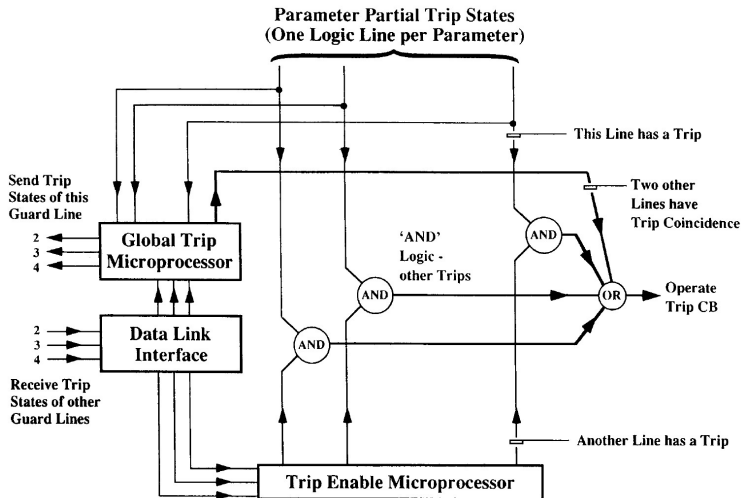 Parameter Partial Trip States
(One Logic Line per Parameter)
This Line has a Trip
Send Trip
States of this
Guard Line
Two other
Lines have
Trip Coincidence
2
3
4
Global Trip
Microprocessor
'AND'
Logic -
other Trips
AND
AND
OR
Operate
Trip CB
2
3
4
Data Link
Interface
AND
Receive Trip
States of other
Guard Lines
Another Line has a Trip
Trip Enable Microprocessor